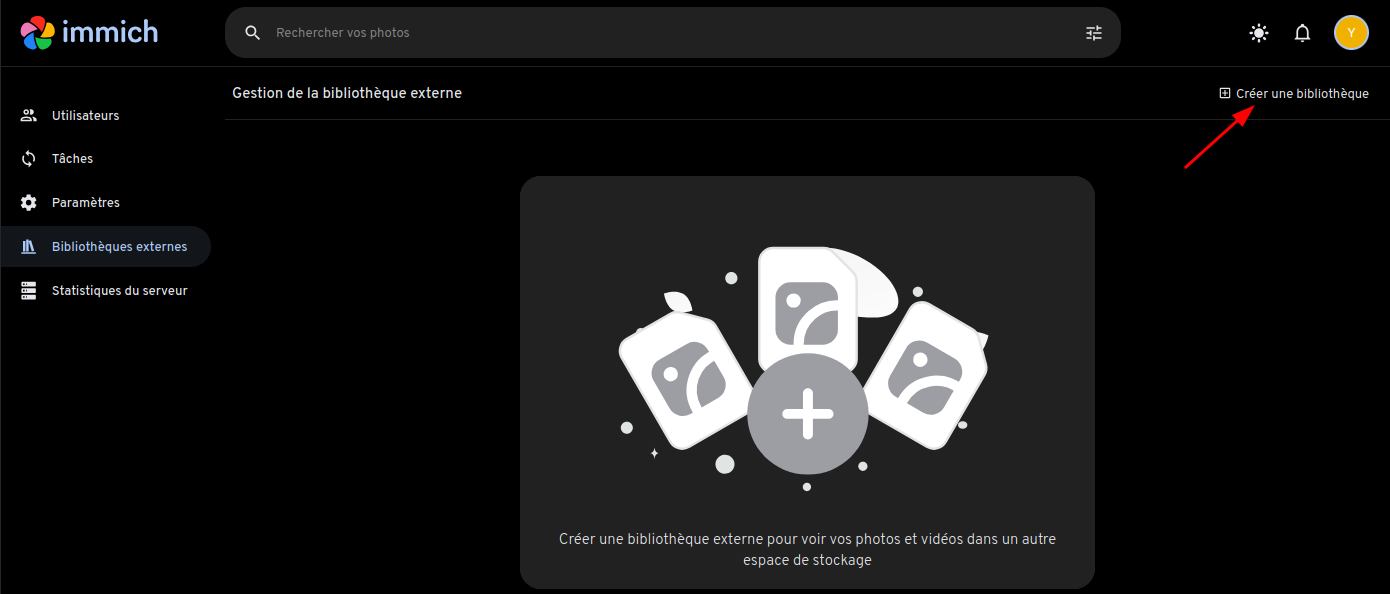 immich
Rechercher vos photos
Y
Gestion de la bibliothèque externe
Créer une bibliothèque
Utilisateurs
Tâches
Paramètres
Bibliothèques externes
Statistiques du serveur
Créer une bibliothèque externe pour voir vos photos et vidéos dans un autre
espace de stockage